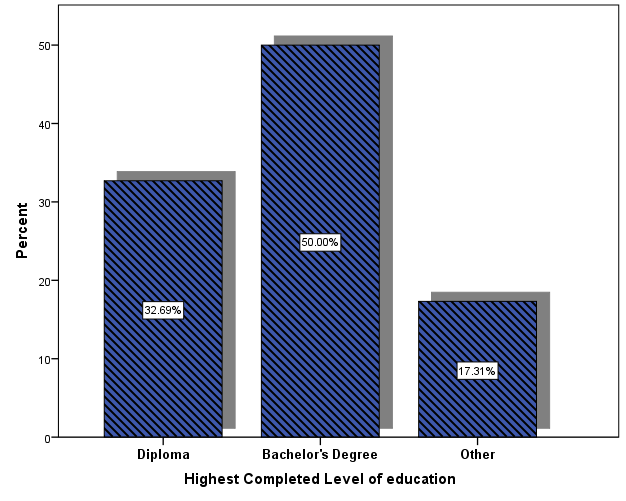 50
40
30
20
10
0
Percent
32.69%
50.00%
17.31%
Diploma
Bachelor's Degree
Other
Highest Completed Level of education